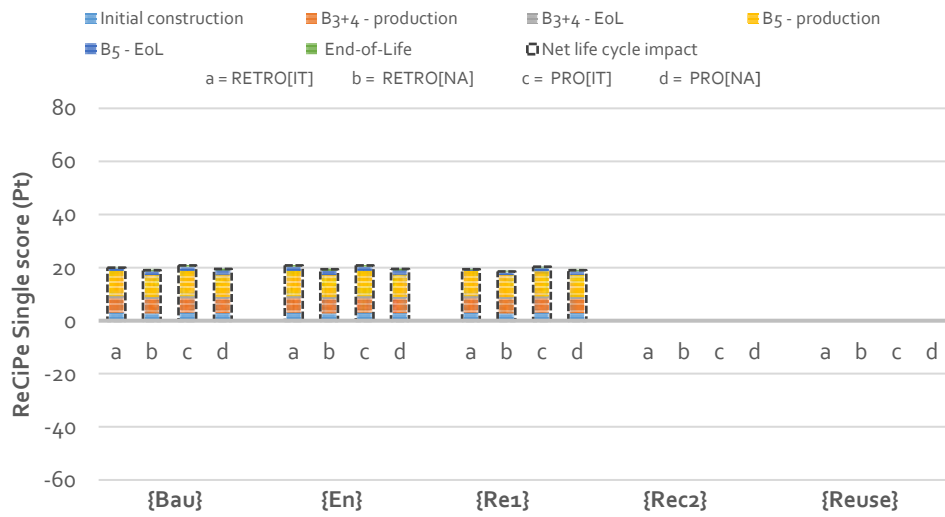 Initial construction B3+4 - production B3+4 - EoL B5 - production
B5 - EoL End-of-Life Net life cycle impact
a = RETRO[IT] b = RETRO[NA] c = PRO[IT] d = PRO[NA]
ReCiPe Single score (Pt)
80
60
40
20
0
a b c d a b c d a b c d a b c d a b c d
-20
-40
-60
{Bau} {En} {Re1} {Rec2} {Reuse}